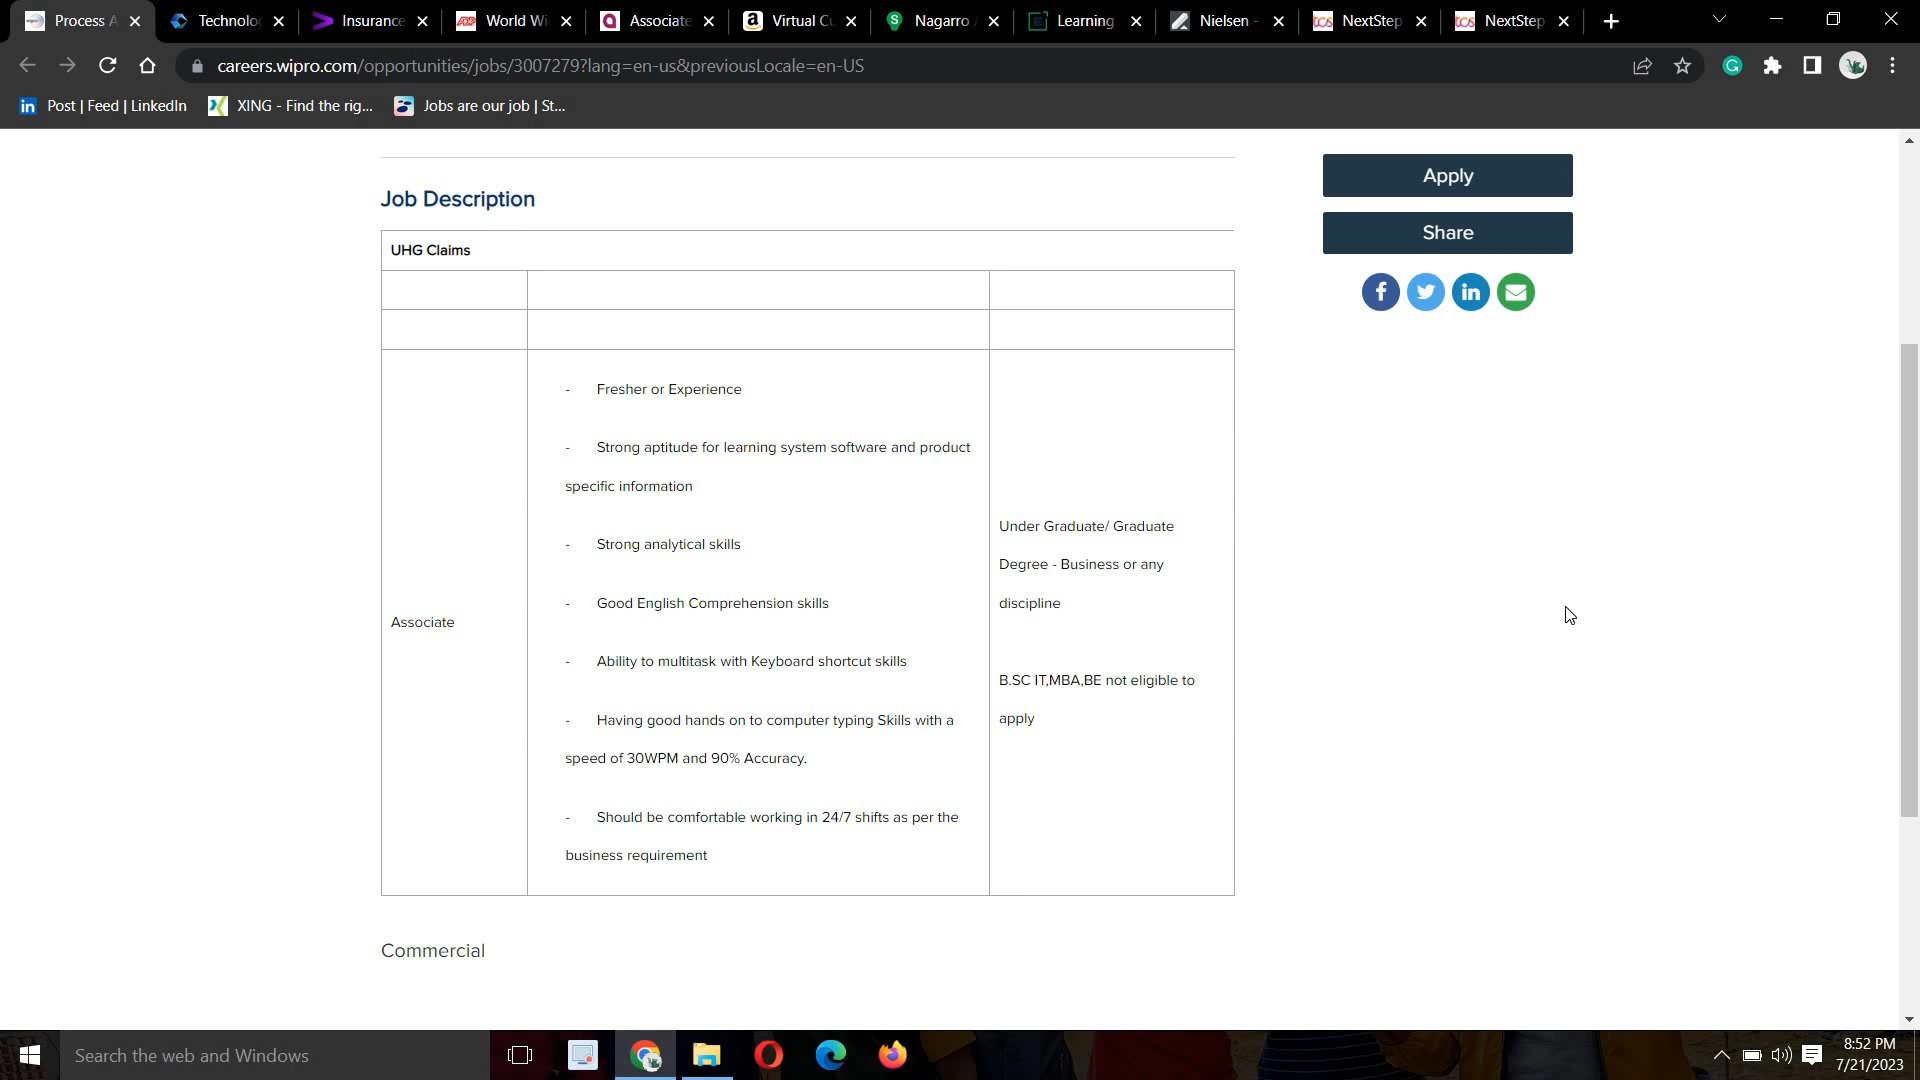 Process A
Technolo
Insurance
World Wi
Associate
Virtual Cu
Nagarro
Learning
Nielsen -
NextStep
NextStep
careers.wipro.com/opportunities/jobs/3007279?lang=en-us&previousLocale=en-US
Post | Feed | LinkedIn
XING - Find the rig...
Jobs are our job | St...
Apply
Job Description
Share
UHG Claims
- Fresher or Experience
- Strong aptitude for learning system software and product
specific information
- Strong analytical skills
- Good English Comprehension skills
Associate
- Ability to multitask with Keyboard shortcut skills
- Having good hands on to computer typing Skills with a
speed of 30WPM and 90% Accuracy.
- Should be comfortable working in 24/7 shifts as per the
business requirement
Under Graduate/ Graduate
Degree - Business or any
discipline
B.SC IT,MBA,BE not eligible to
apply
Commercial
Search the web and Windows
8:52 PM
7/21/2023